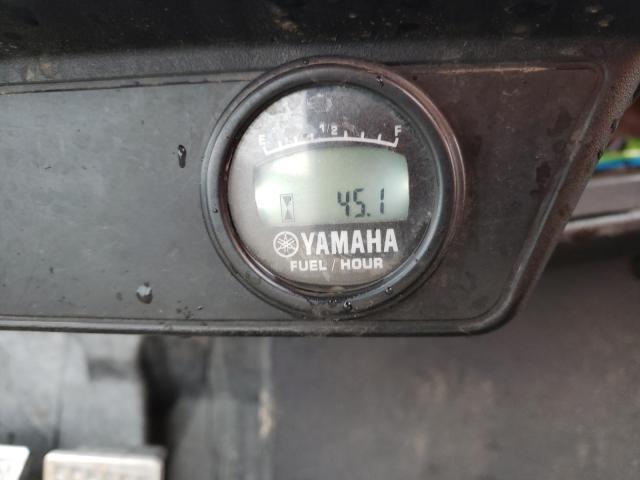 E 1/2 F
45.1
YAMAHA
FUEL / HOUR